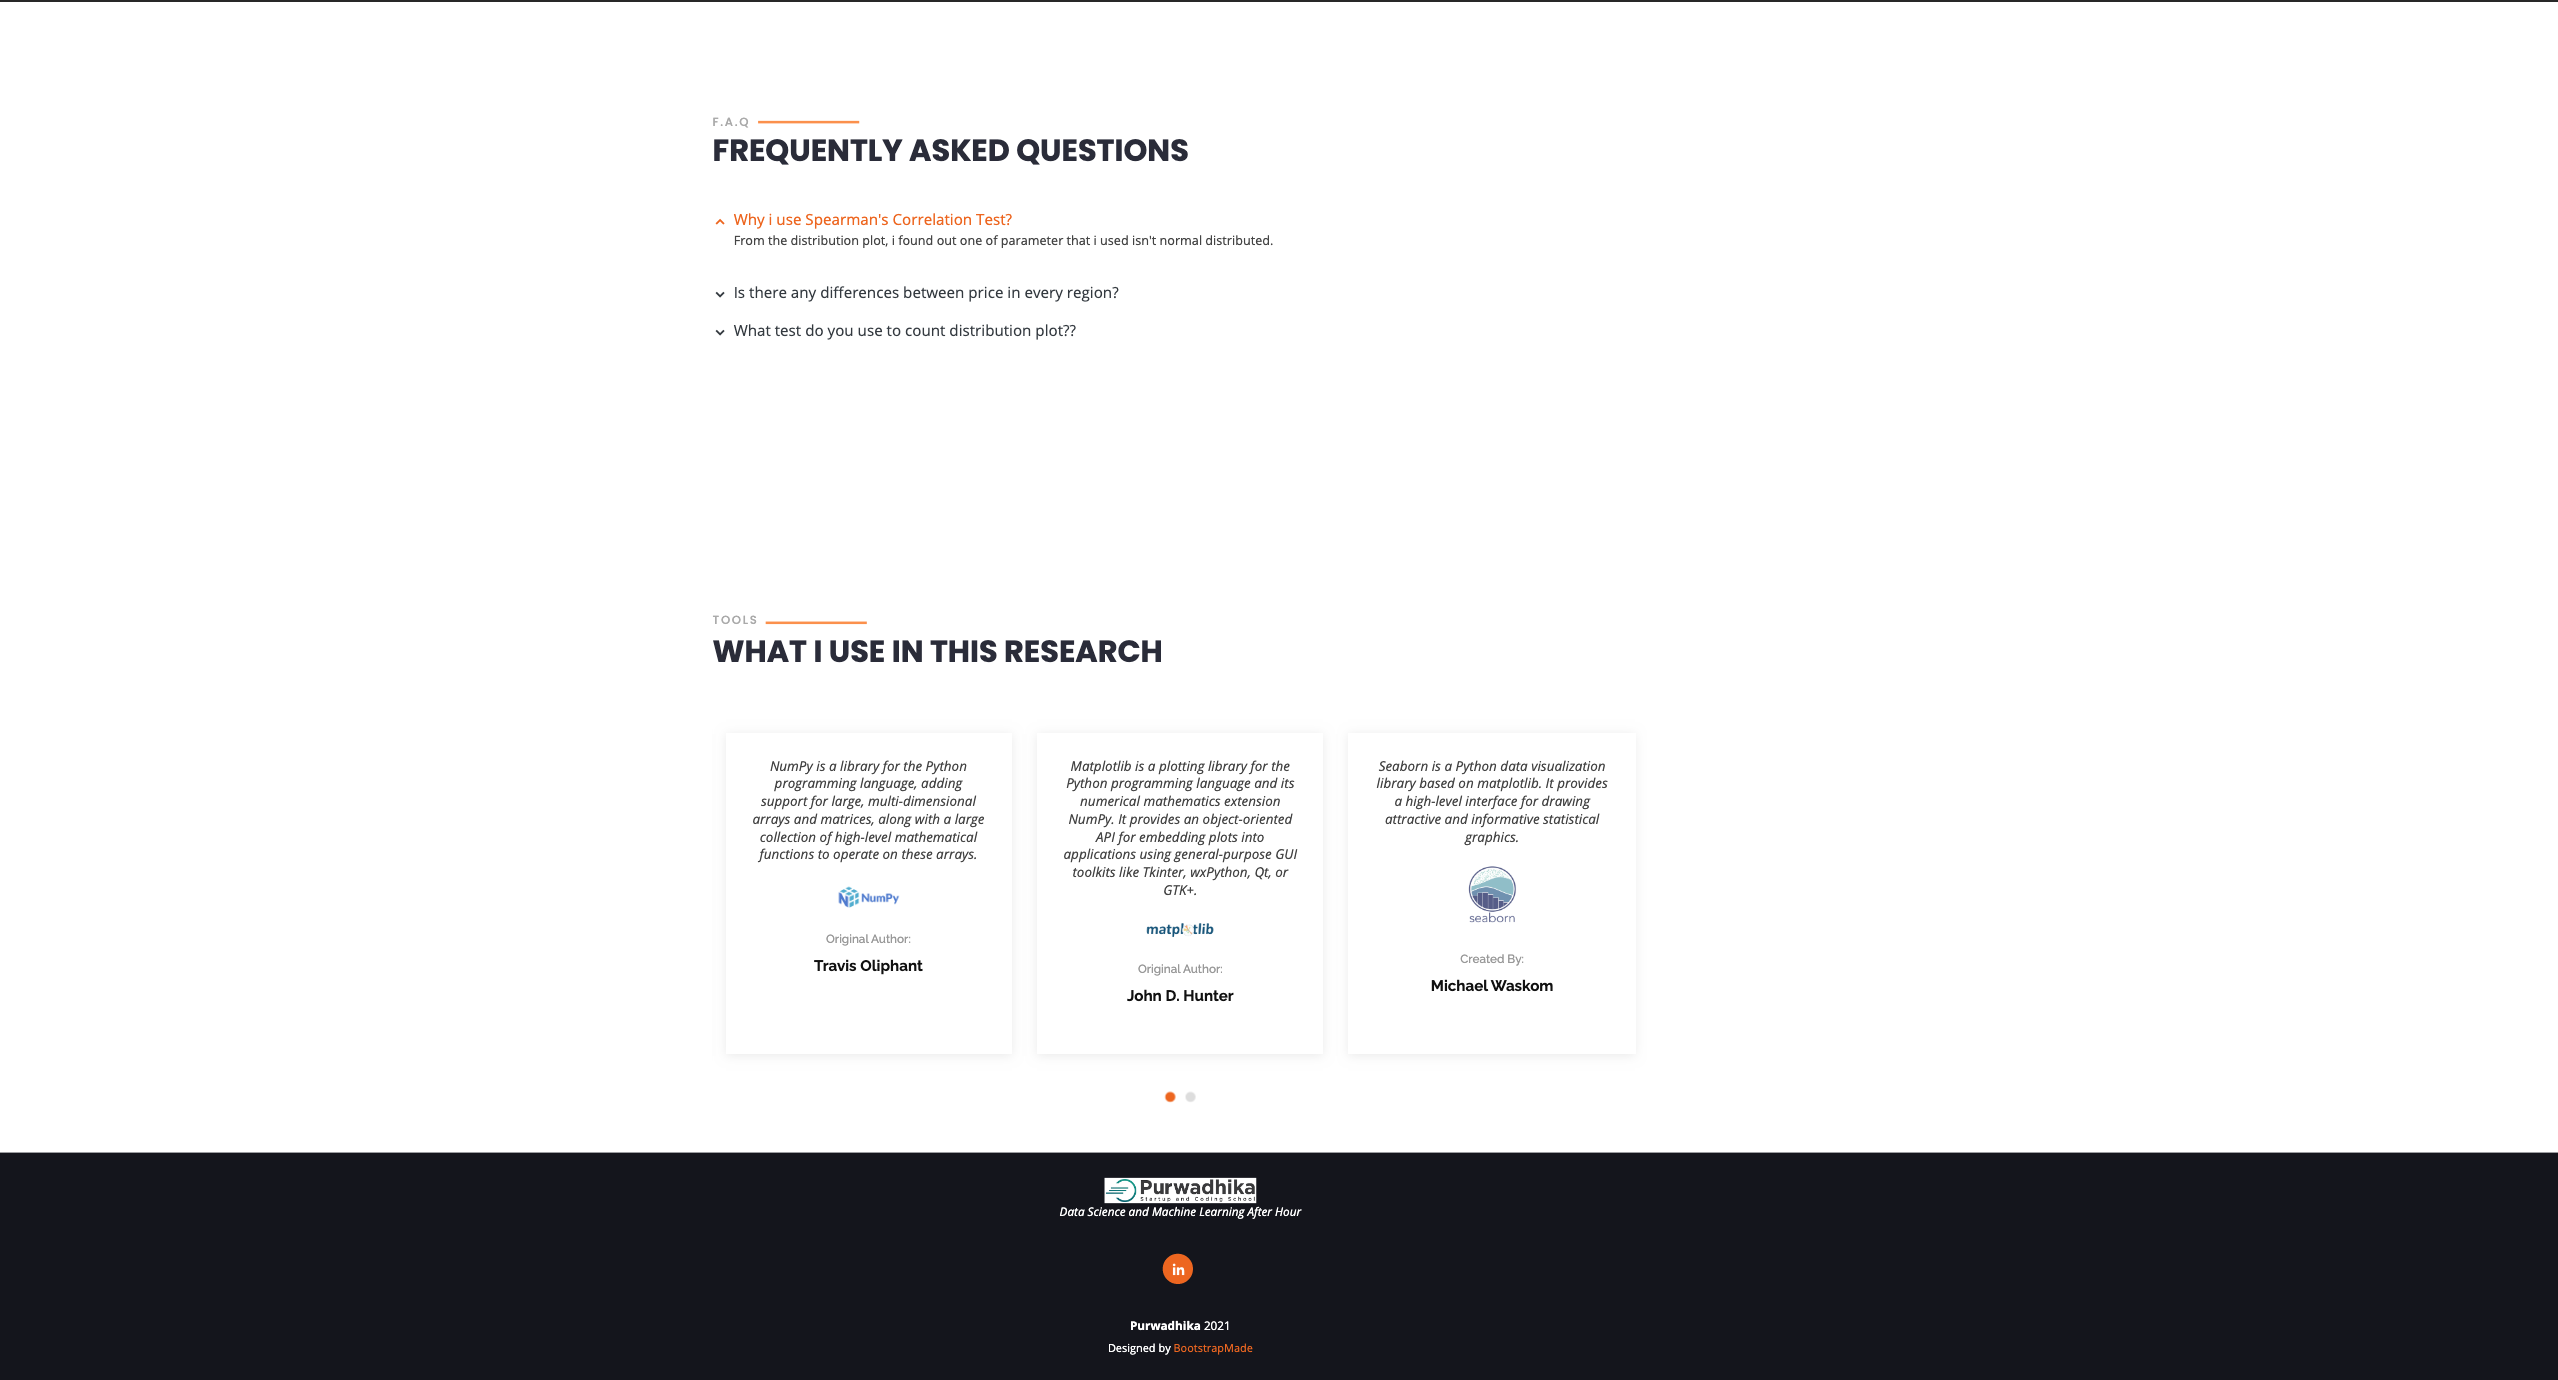 F.A.Q
FREQUENTLY ASKED QUESTIONS
Why i use Spearman's Correlation Test?
From the distribution plot, i found out one of parameter that i used isn't normal distributed.
Is there any differences between price in every region?
What test do you use to count distribution plot??
TOOLS
WHAT I USE IN THIS RESEARCH
NumPy is a library for the Python
programming language, adding
support for large, multi-dimensional
arrays and matrices, along with a large
collection of high-level mathematical
functions to operate on these arrays.
NumPy
Original Author:
Travis Oliphant
Matplotlib is a plotting library for the
Python programming language and its
numerical mathematics extension
NumPy. It provides an object-oriented
API for embedding plots into
applications using general-purpose GUI
toolkits like Tkinter, wxPython, Qt, or
GTK+.
matplotlib
Original Author:
John D. Hunter
Seaborn is a Python data visualization
library based on matplotlib. It provides
a high-level interface for drawing
attractive and informative statistical
graphics.
seaborn
Created By:
Michael Waskom
Purwadhika
Startup and Coding School
Data Science and Machine Learning After Hour
in
Purwadhika 2021
Designed by BootstrapMade